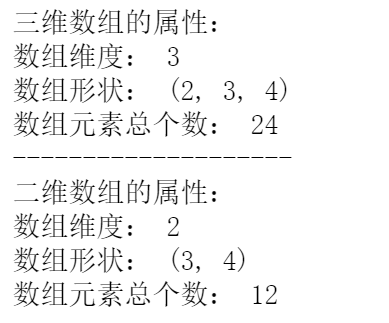 三维数组的属性：
数组维度： 3
数组形状： (2, 3, 4)
数组元素总个数： 24
--------------------
二维数组的属性：
数组维度： 2
数组形状： (3, 4)
数组元素总个数： 12